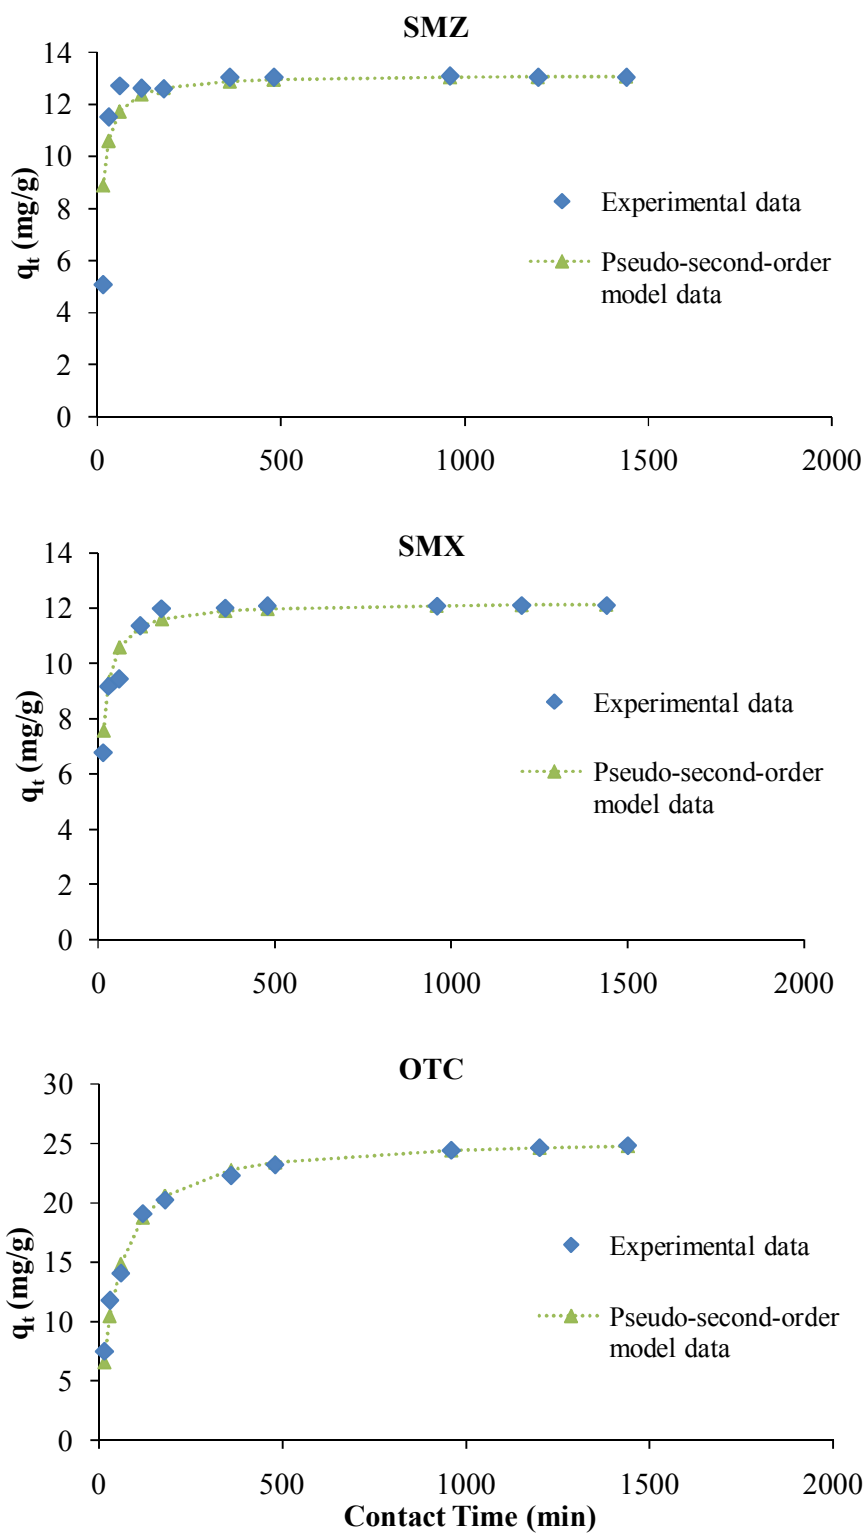 SMZ
14
12
10
8
6
4
2
0
qt (mg/g)
Experimental data
Pseudo-second-order
model data
0 500 1000 1500 2000
SMX
14
12
10
8
6
4
2
0
qt (mg/g)
Experimental data
Pseudo-second-order
model data
0 500 1000 1500 2000
OTC
30
25
20
15
10
5
0
qt (mg/g)
Experimental data
Pseudo-second-order
model data
0 500 1000 1500 2000
Contact Time (min)